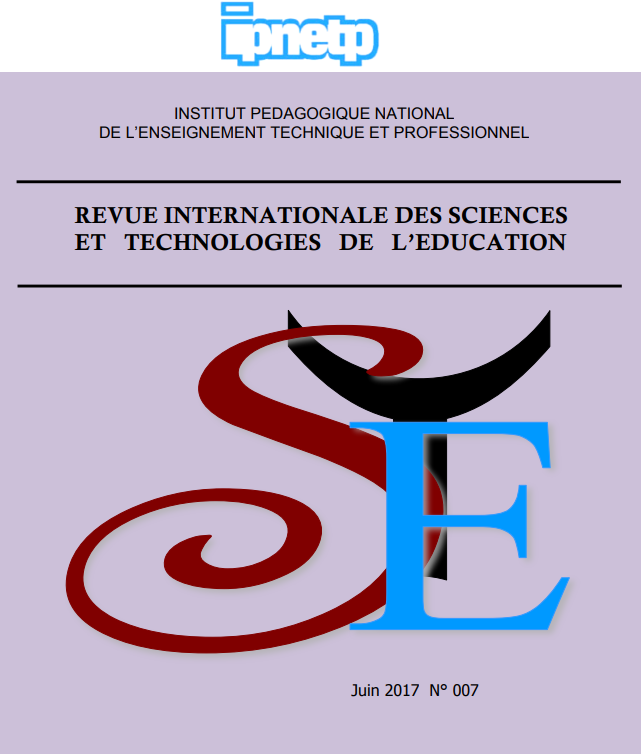 ipnetp
INSTITUT PEDAGOGIQUE NATIONAL
DE L'ENSEIGNEMENT TECHNIQUE ET PROFESSIONNEL
REVUE INTERNATIONALE DES SCIENCES
ET TECHNOLOGIES DE L'EDUCATION
STE
Juin 2017 N° 007